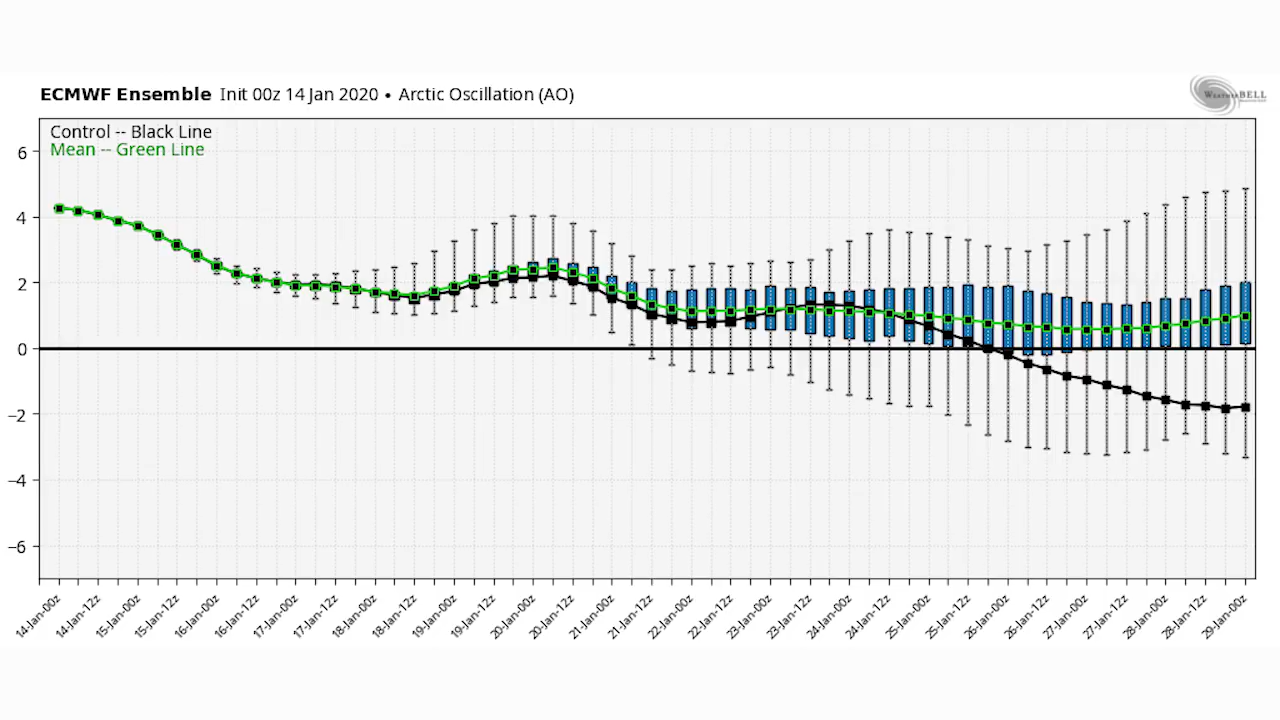 ECMWF Ensemble Init 00z 14 Jan 2020 • Arctic Oscillation (AO)
WEATHERBELL
Control -- Black Line
Mean -- Green Line
6
4
2
0
−2
−4
−6
14-Jan-00z 14-Jan-12z 15-Jan-00z 15-Jan-12z 16-Jan-00z 16-Jan-12z 17-Jan-00z 17-Jan-12z 18-Jan-00z 18-Jan-12z 19-Jan-00z 19-Jan-12z 20-Jan-00z 20-Jan-12z 21-Jan-00z 21-Jan-12z 22-Jan-00z 22-Jan-12z 23-Jan-00z 23-Jan-12z 24-Jan-00z 24-Jan-12z 25-Jan-00z 25-Jan-12z 26-Jan-00z 26-Jan-12z 27-Jan-00z 27-Jan-12z 28-Jan-00z 28-Jan-12z 29-Jan-00z